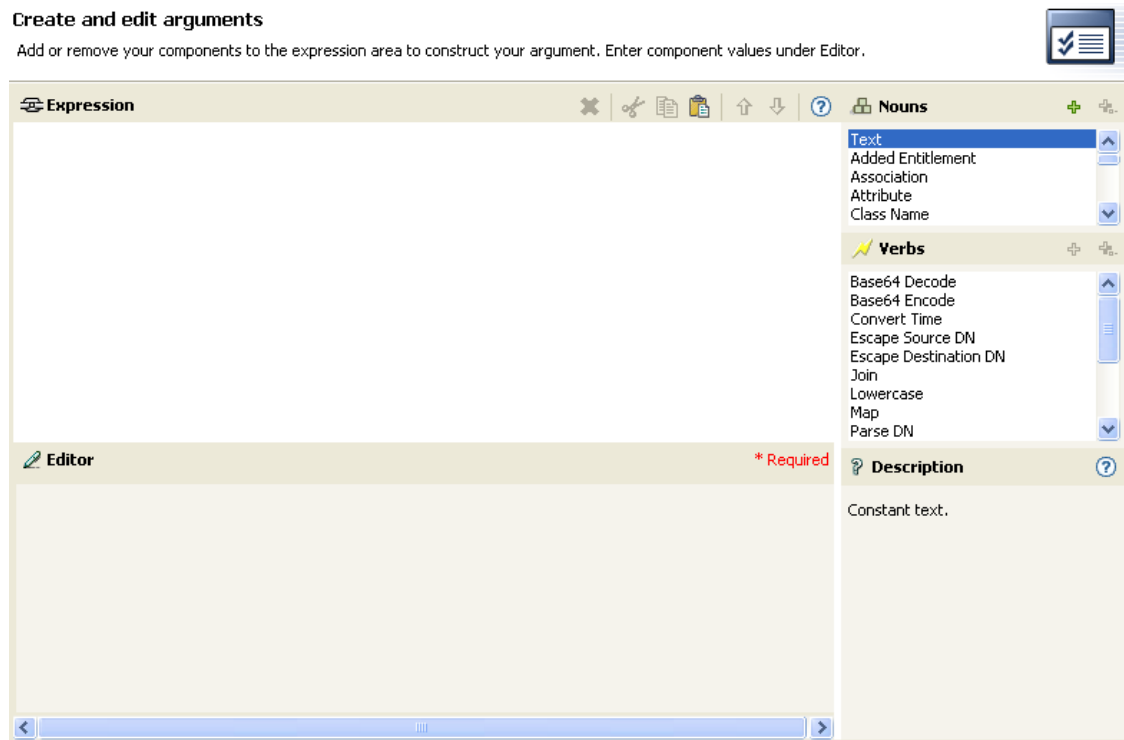 Create and edit arguments
Add or remove your components to the expression area to construct your argument. Enter component values under Editor.
Expression
Nouns
Text
Added Entitlement
Association
Attribute
Class Name
Verbs
Base64 Decode
Base64 Encode
Convert Time
Escape Source DN
Escape Destination DN
Join
Lowercase
Map
Parse DN
Editor
* Required
Description
Constant text.